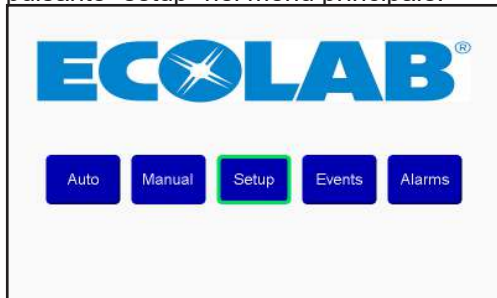 pulsante "setup" nel menu principale.
ECOLAB®
Auto Manual Setup Events Alarms